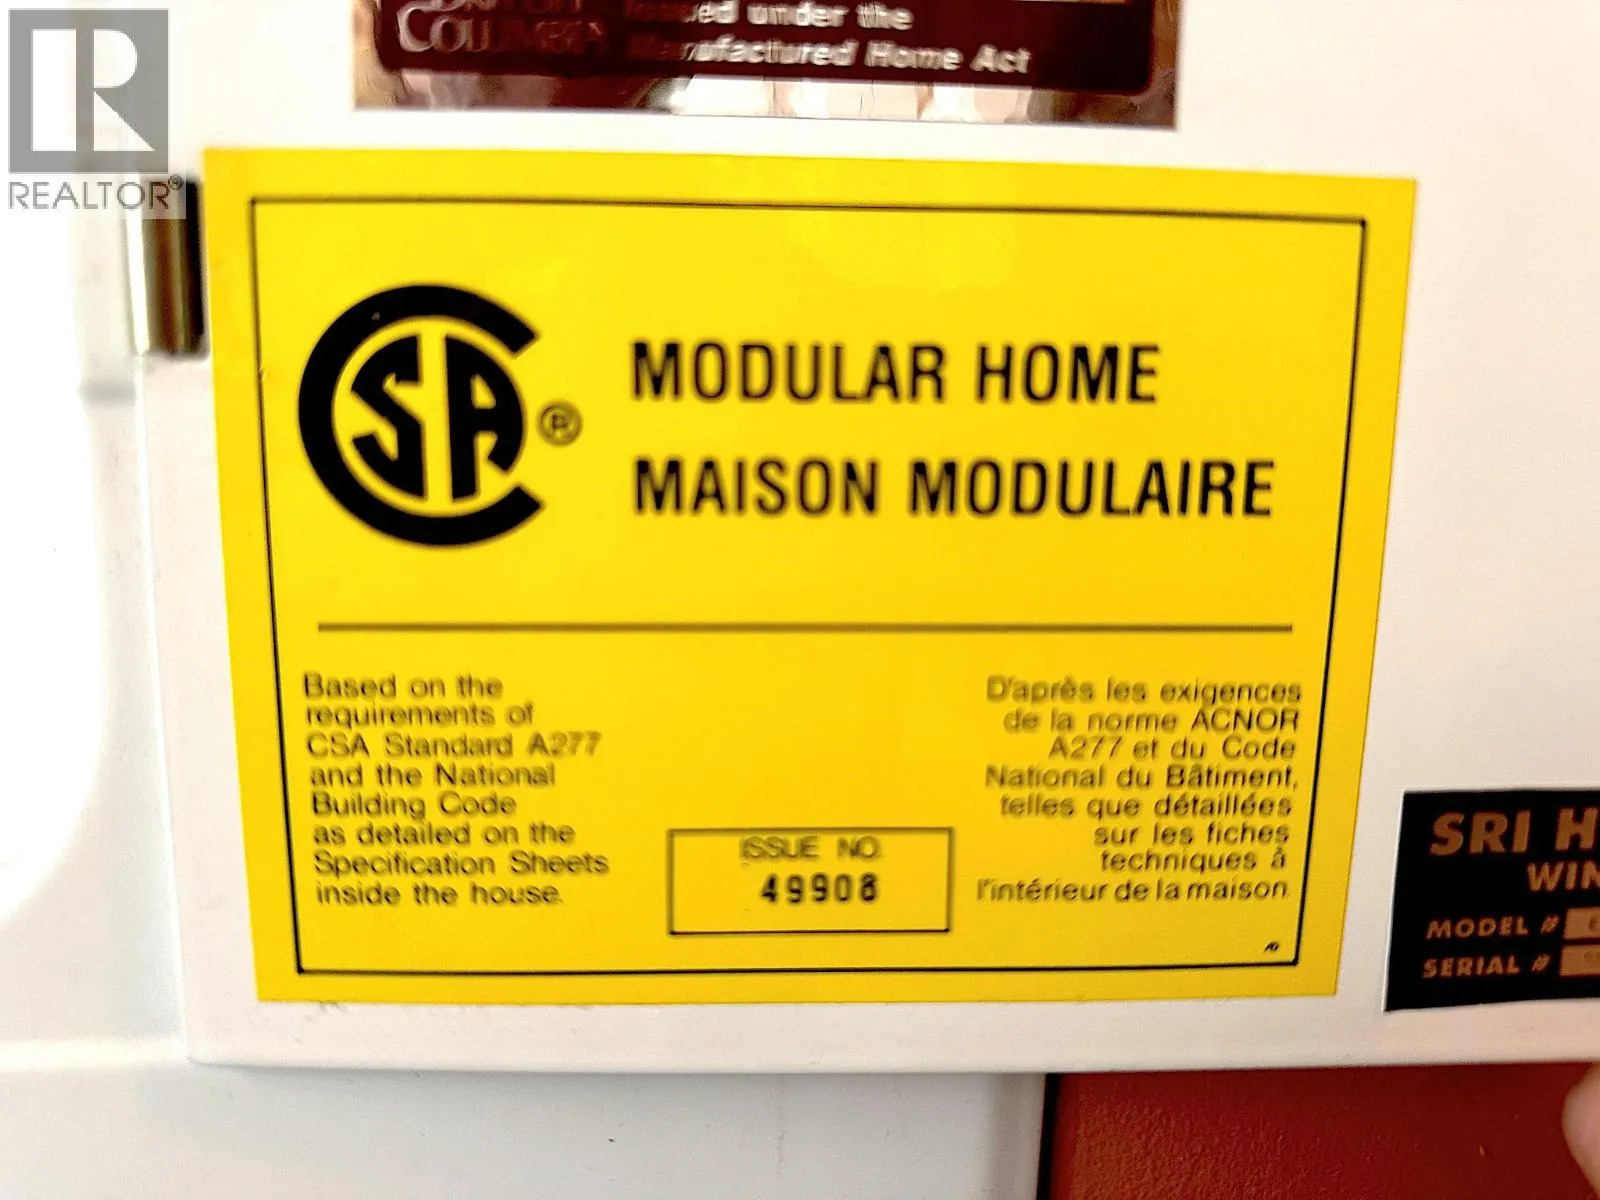 REALTOR®
COLUMBIA
under the
Manufactured Home Act
CSA®
MODULAR HOME
MAISON MODULAIRE
Based on the
requirements of
CSA Standard A277
and the National
Building Code
as detailed on the
Specification Sheets
inside the house.
ISSUE NO.
49908
D'après les exigences
de la norme ACNOR
A277 et du Code
National du Bâtiment,
telles que détaillées
sur les fiches
techniques à
l'intérieur de la maison
SRI H
WIN
MODEL #
SERIAL #